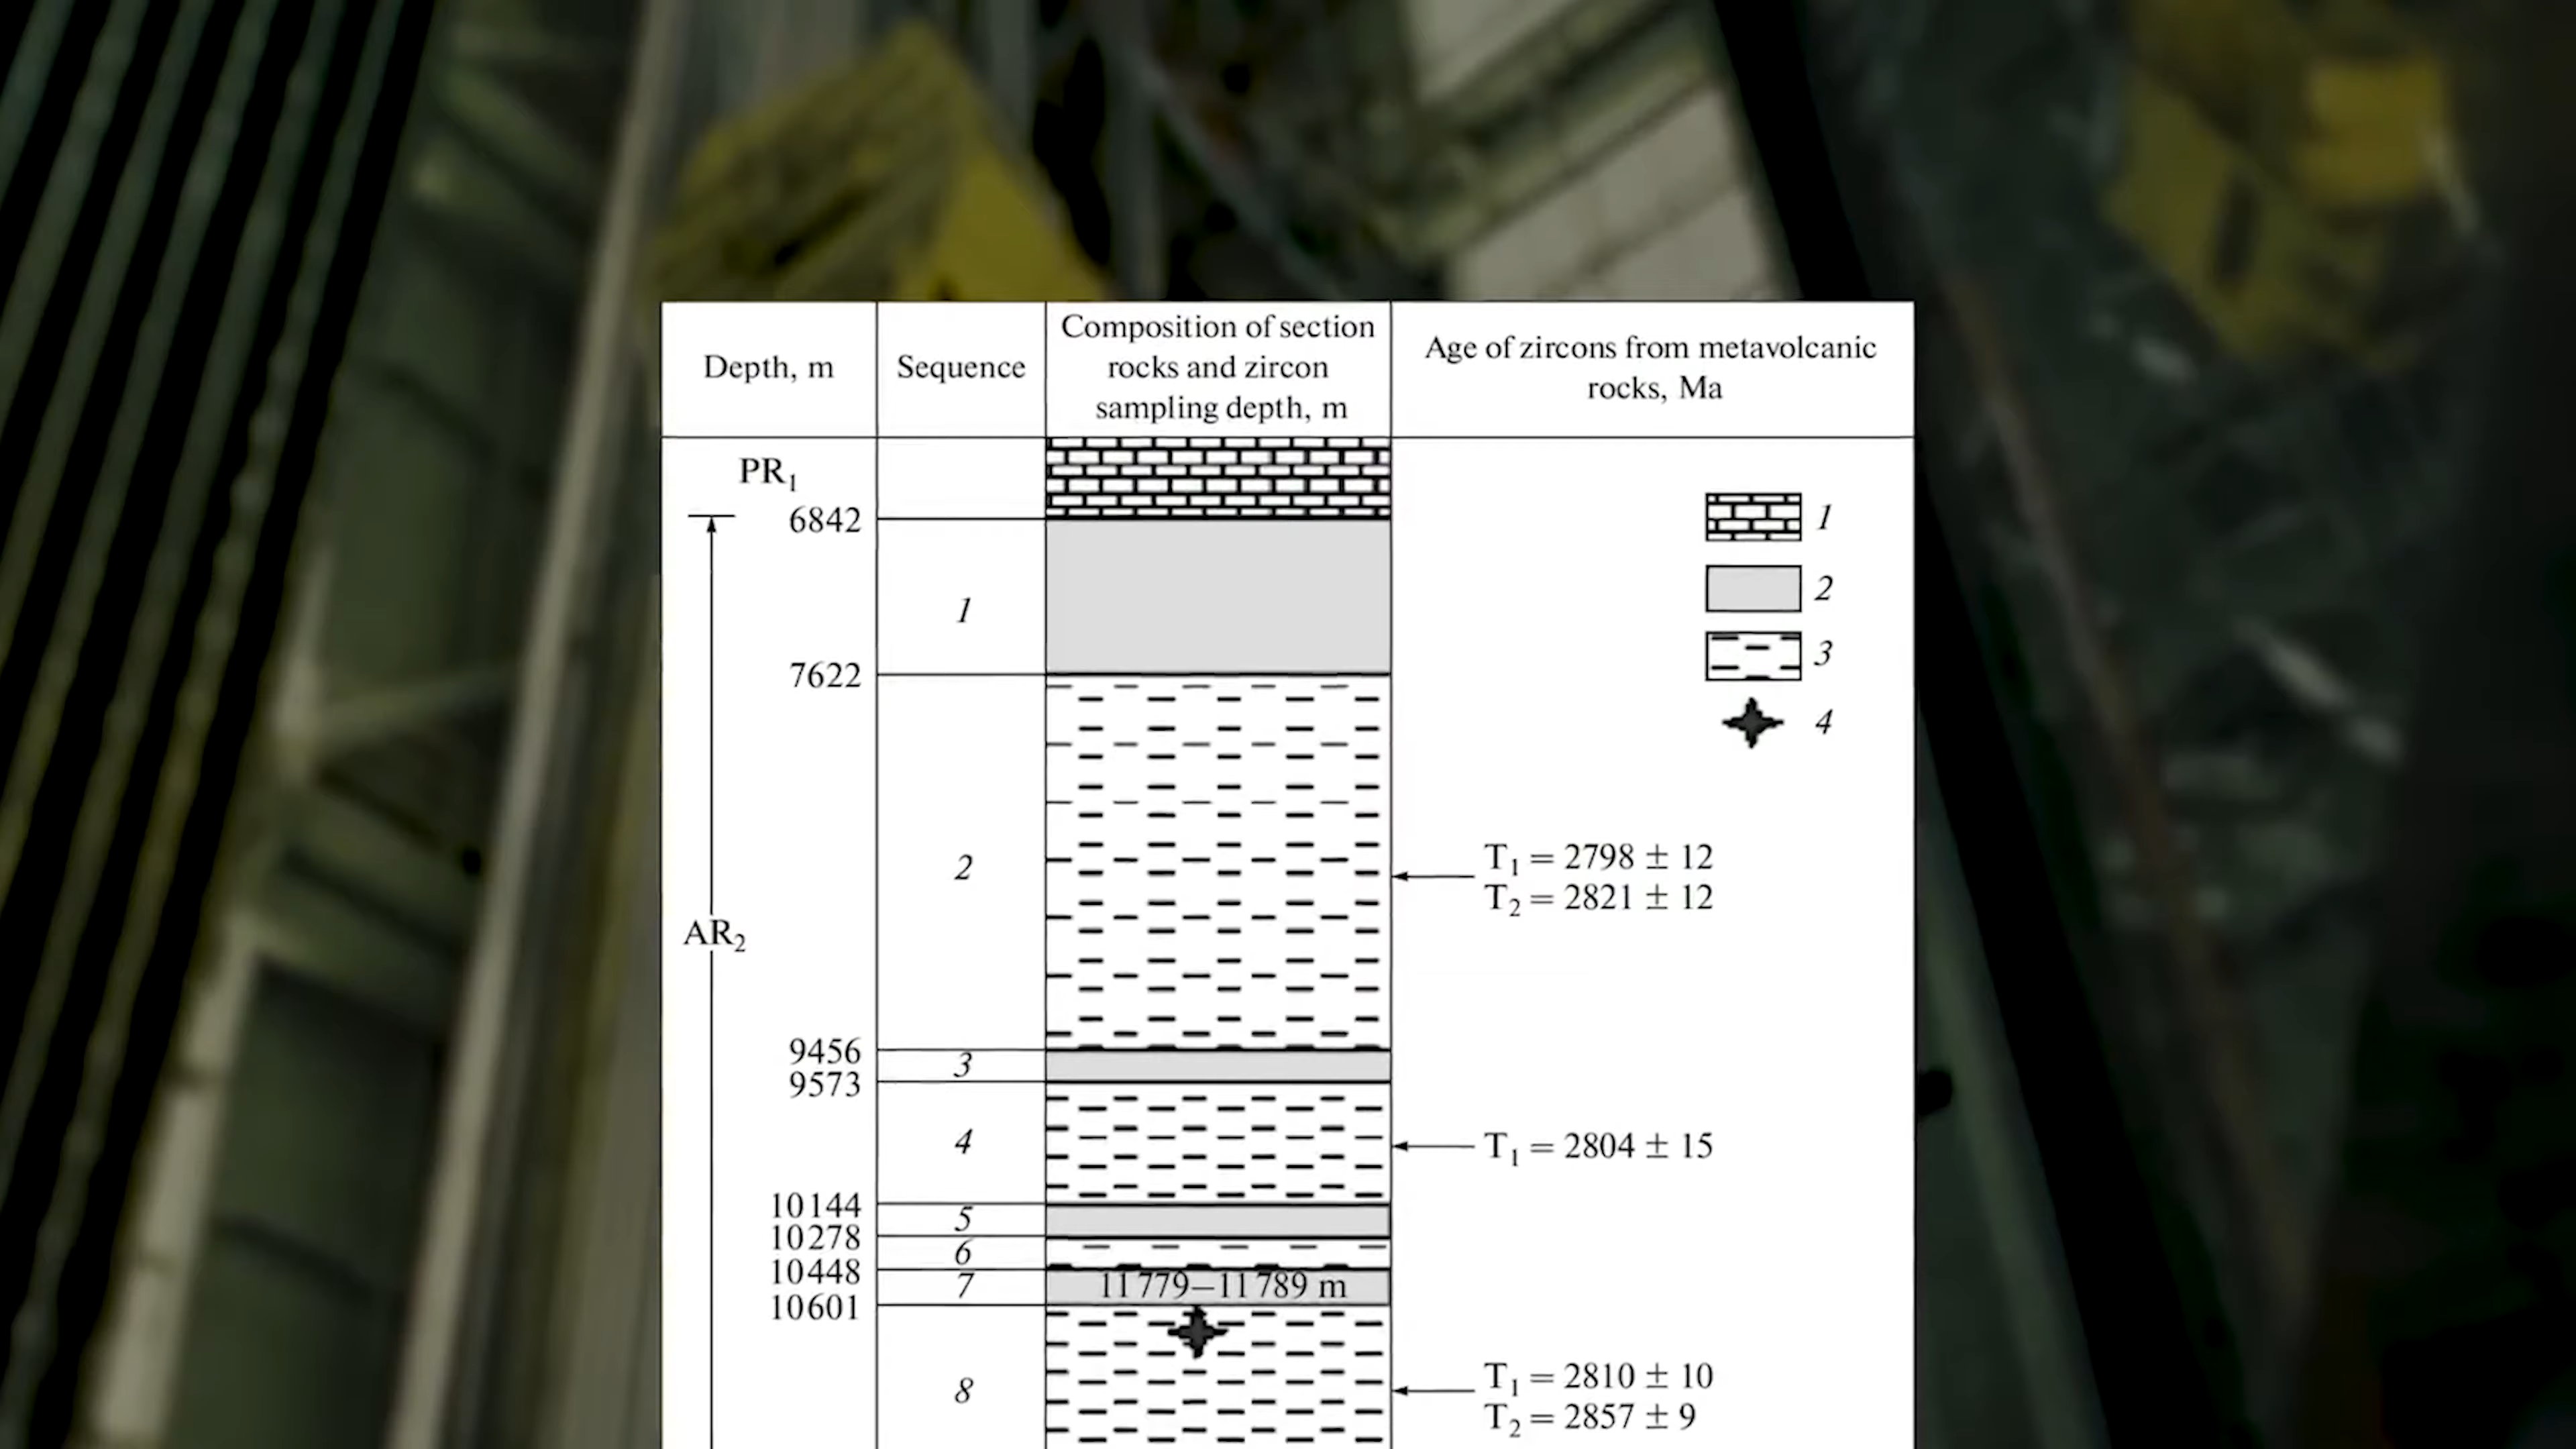 Depth, m
Sequence
Composition of section
rocks and zircon
sampling depth, m
Age of zircons from metavolcanic
rocks, Ma
PR₁
6842
1
7622
2
AR₂
9456
3
9573
4
10144
5
10278
6
10448
7
11779–11789 m
10601
8
1
2
3
4
T₁ = 2798 ± 12
T₂ = 2821 ± 12
T₁ = 2804 ± 15
T₁ = 2810 ± 10
T₂ = 2857 ± 9